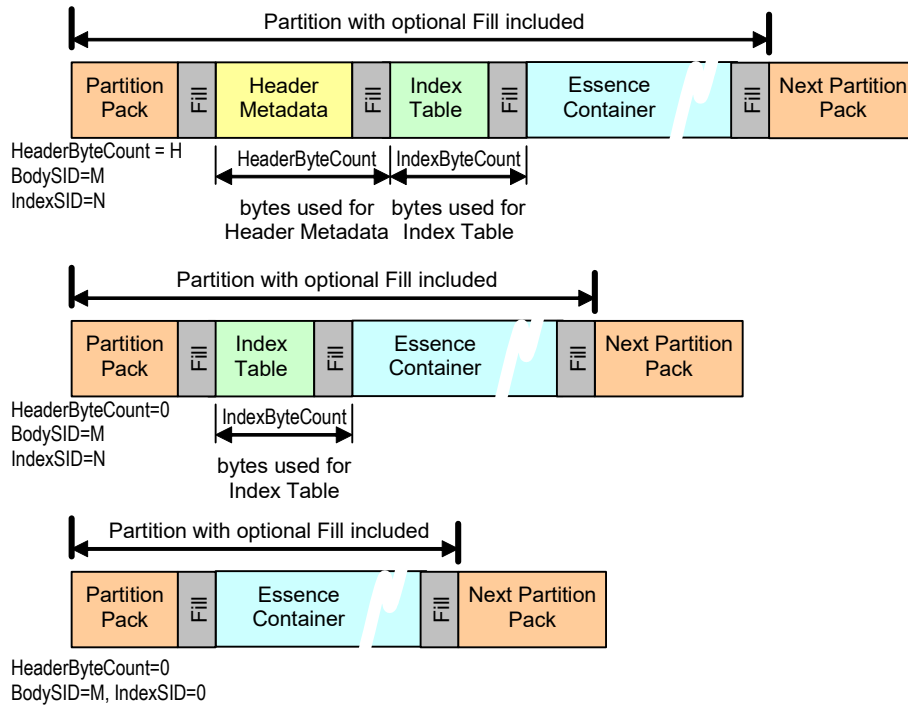 Partition with optional Fill included
Partition
Pack
Fill
Header
Metadata
Fill
Index
Table
Fill
Essence
Container
Fill
Next Partition
Pack
HeaderByteCount = H
BodySID=M
IndexSID=N
HeaderByteCount
bytes used for
Header Metadata
IndexByteCount
bytes used for
Index Table
Partition with optional Fill included
Partition
Pack
Fill
Index
Table
Fill
Essence
Container
Fill
Next Partition
Pack
HeaderByteCount=0
BodySID=M
IndexSID=N
IndexByteCount
bytes used for
Index Table
Partition with optional Fill included
Partition
Pack
Fill
Essence
Container
Fill
Next Partition
Pack
HeaderByteCount=0
BodySID=M, IndexSID=0